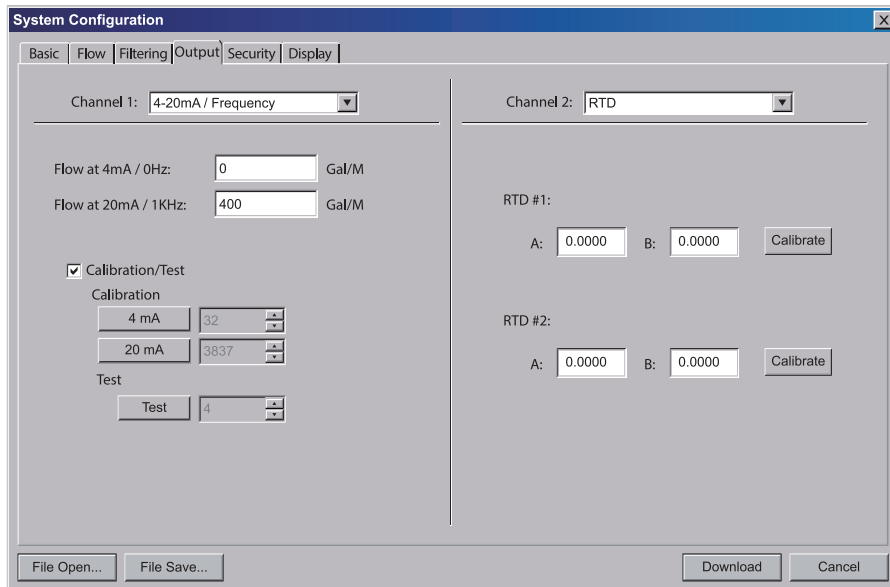 System Configuration
Basic Flow Filtering Output Security Display
Channel 1: 4-20mA / Frequency
Flow at 4mA / 0Hz: 0 Gal/M
Flow at 20mA / 1KHz: 400 Gal/M
Calibration/Test
Calibration
4 mA 32
20 mA 3837
Test
Test 4
Channel 2: RTD
RTD #1:
A: 0.0000 B: 0.0000 Calibrate
RTD #2:
A: 0.0000 B: 0.0000 Calibrate
File Open... File Save... Download Cancel